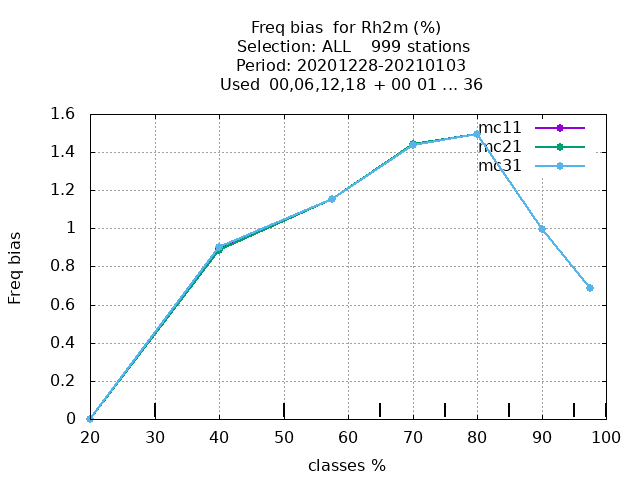 Freq bias  for Rh2m (%)
Selection: ALL    999 stations
Period: 20201228-20210103
Used  00,06,12,18  + 00 01 ... 36
1.6
1.4
1.2
1
0.8
0.6
0.4
0.2
0
Freq bias
mc11
mc21
mc31
20 30 40 50 60 70 80 90 100
classes %